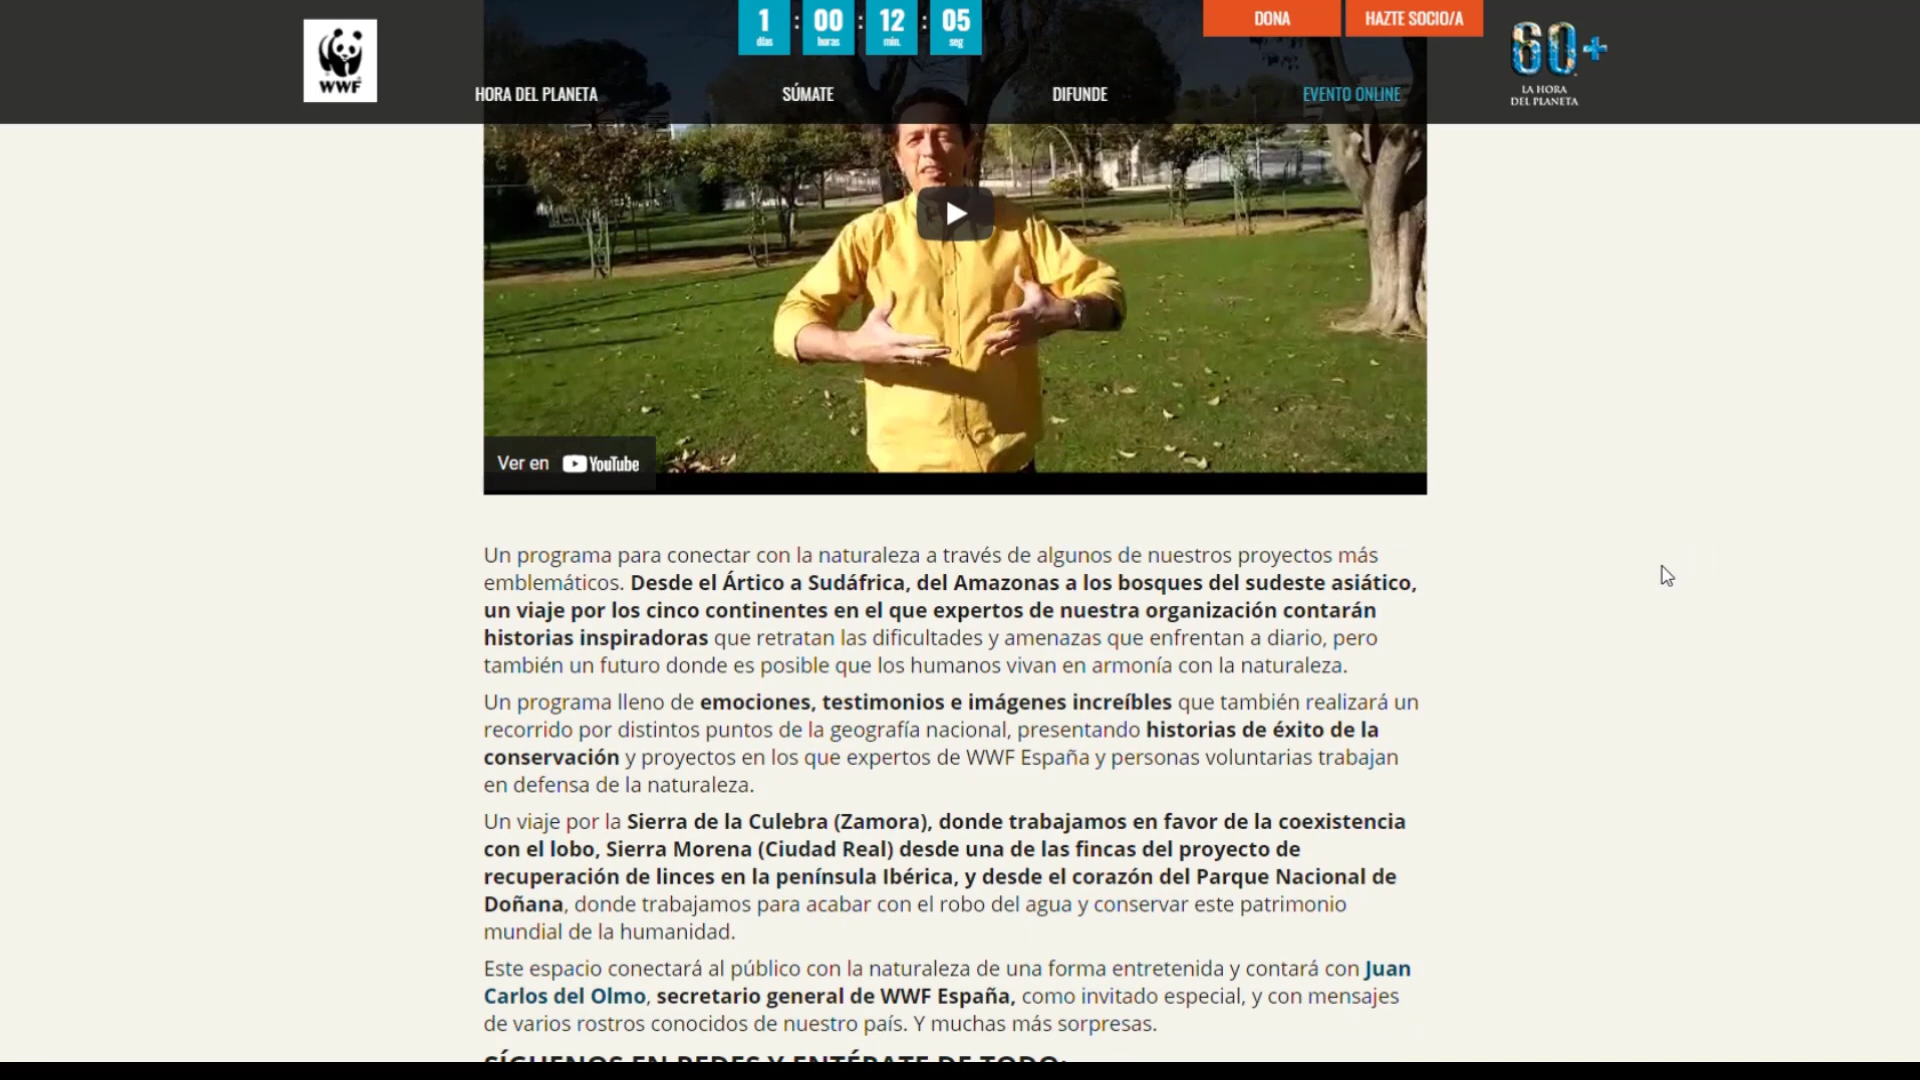 1 : 00 : 12 : 05
días horas min. seg
DONA
HAZTE SOCIO/A
WWF
60+
LA HORA
DEL PLANETA
HORA DEL PLANETA
SÚMATE
DIFUNDE
EVENTO ONLINE
Ver en YouTube
Un programa para conectar con la naturaleza a través de algunos de nuestros proyectos más
emblemáticos. Desde el Ártico a Sudáfrica, del Amazonas a los bosques del sudeste asiático,
un viaje por los cinco continentes en el que expertos de nuestra organización contarán
historias inspiradoras que retratan las dificultades y amenazas que enfrentan a diario, pero
también un futuro donde es posible que los humanos vivan en armonía con la naturaleza.
Un programa lleno de emociones, testimonios e imágenes increíbles que también realizará un
recorrido por distintos puntos de la geografía nacional, presentando historias de éxito de la
conservación y proyectos en los que expertos de WWF España y personas voluntarias trabajan
en defensa de la naturaleza.
Un viaje por la Sierra de la Culebra (Zamora), donde trabajamos en favor de la coexistencia
con el lobo, Sierra Morena (Ciudad Real) desde una de las fincas del proyecto de
recuperación de linces en la península Ibérica, y desde el corazón del Parque Nacional de
Doñana, donde trabajamos para acabar con el robo del agua y conservar este patrimonio
mundial de la humanidad.
Este espacio conectará al público con la naturaleza de una forma entretenida y contará con Juan
Carlos del Olmo, secretario general de WWF España, como invitado especial, y con mensajes
de varios rostros conocidos de nuestro país. Y muchas más sorpresas.
SÍGUENOS EN REDES Y ENTÉRATE DE TODO: